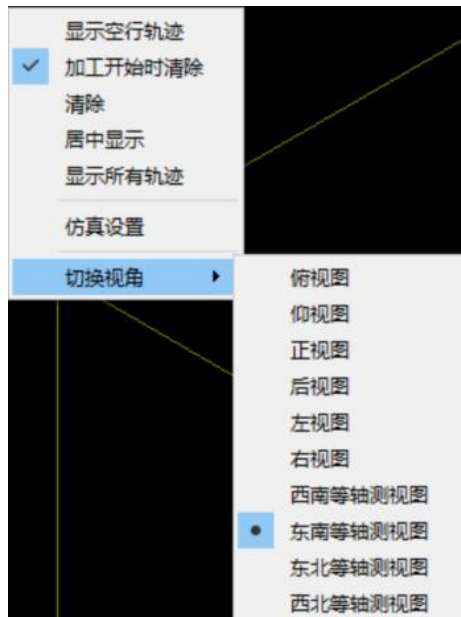 显示空行轨迹
加工开始时清除
清除
居中显示
显示所有轨迹
仿真设置
切换视角
俯视图
仰视图
正视图
后视图
左视图
右视图
西南等轴测视图
东南等轴测视图
东北等轴测视图
西北等轴测视图